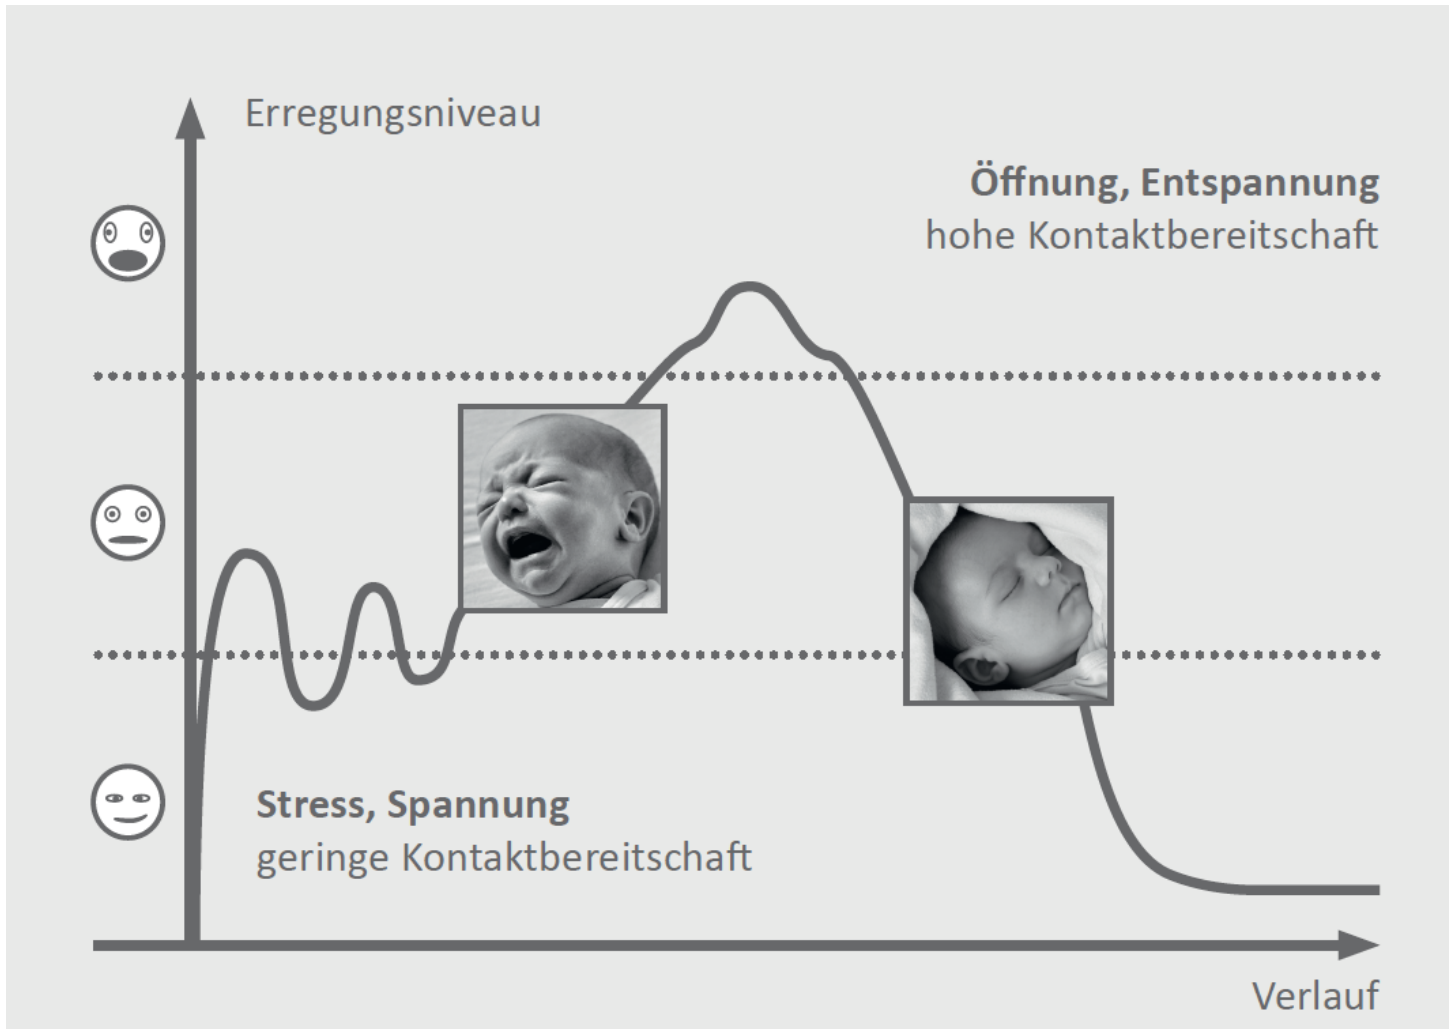 Erregungsniveau
Öffnung, Entspannung
hohe Kontaktbereitschaft
Stress, Spannung
geringe Kontaktbereitschaft
Verlauf